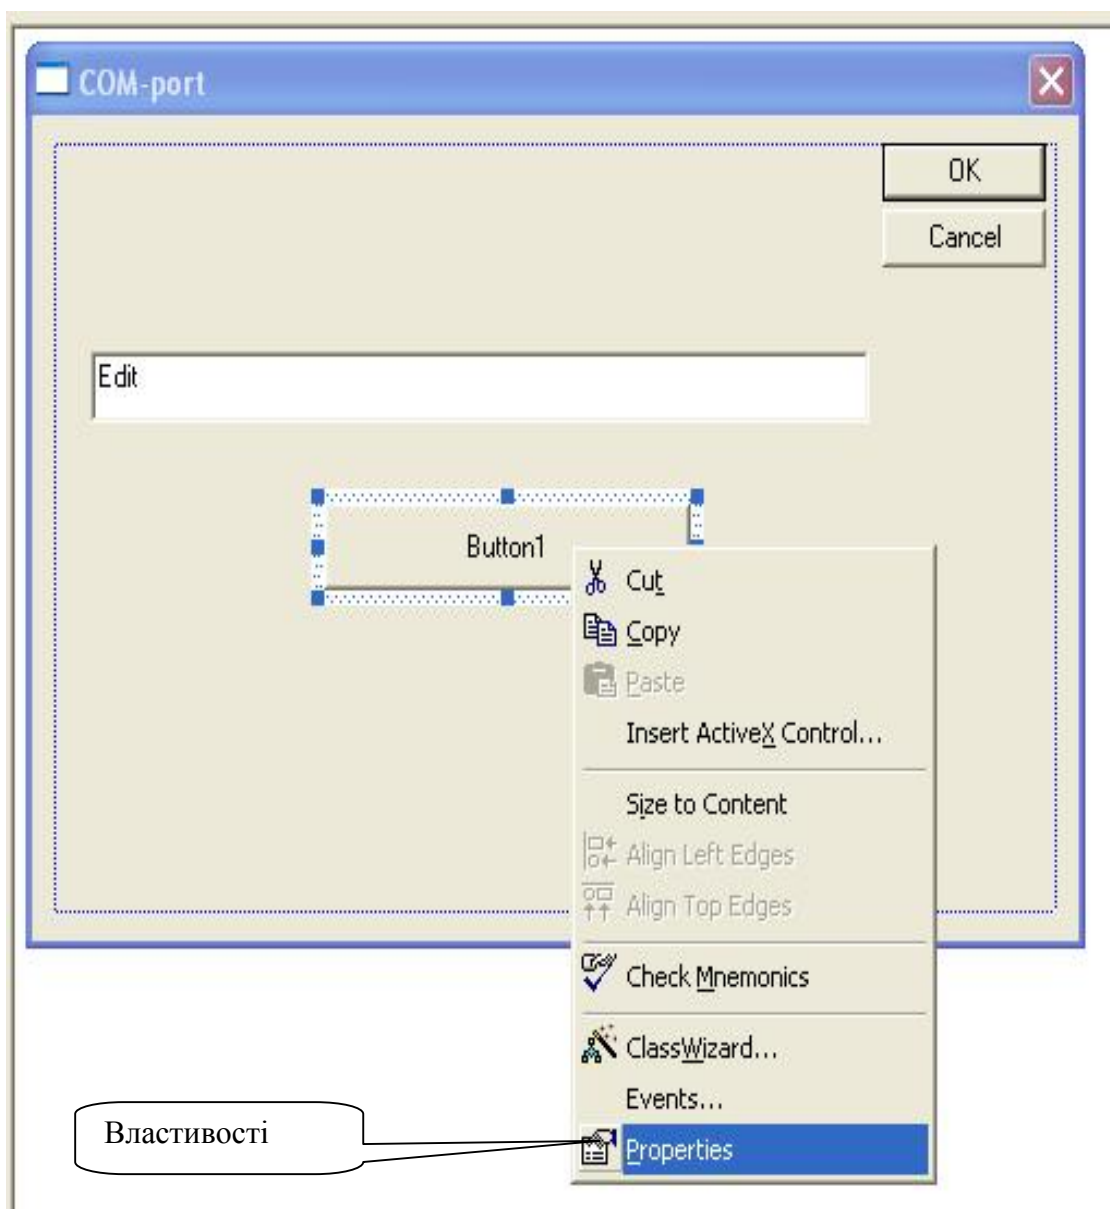 COM-port
OK
Cancel
Edit
Button1
Cut
Copy
Paste
Insert ActiveX Control...
Size to Content
Align Left Edges
Align Top Edges
Check Mnemonics
ClassWizard...
Events...
Властивості
Properties